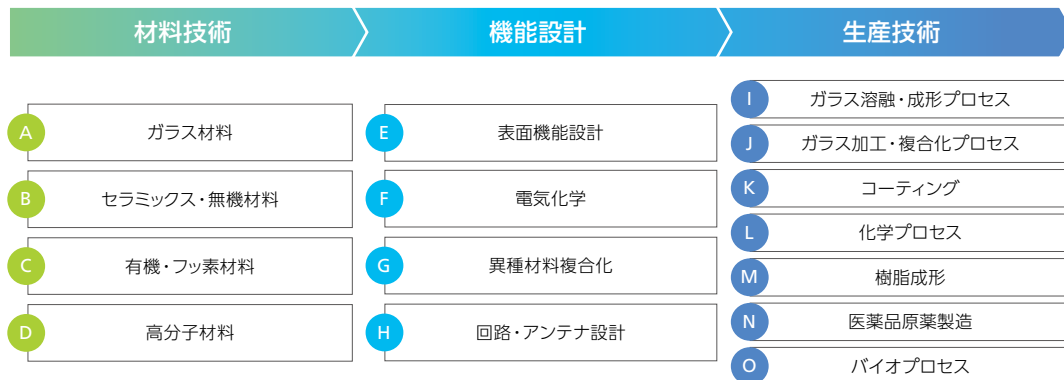 材料技術
機能設計
生産技術
A ガラス材料
B セラミックス・無機材料
C 有機・フッ素材料
D 高分子材料
E 表面機能設計
F 電気化学
G 異種材料複合化
H 回路・アンテナ設計
I ガラス溶融・成形プロセス
J ガラス加工・複合化プロセス
K コーティング
L 化学プロセス
M 樹脂成形
N 医薬品原薬製造
O バイオプロセス